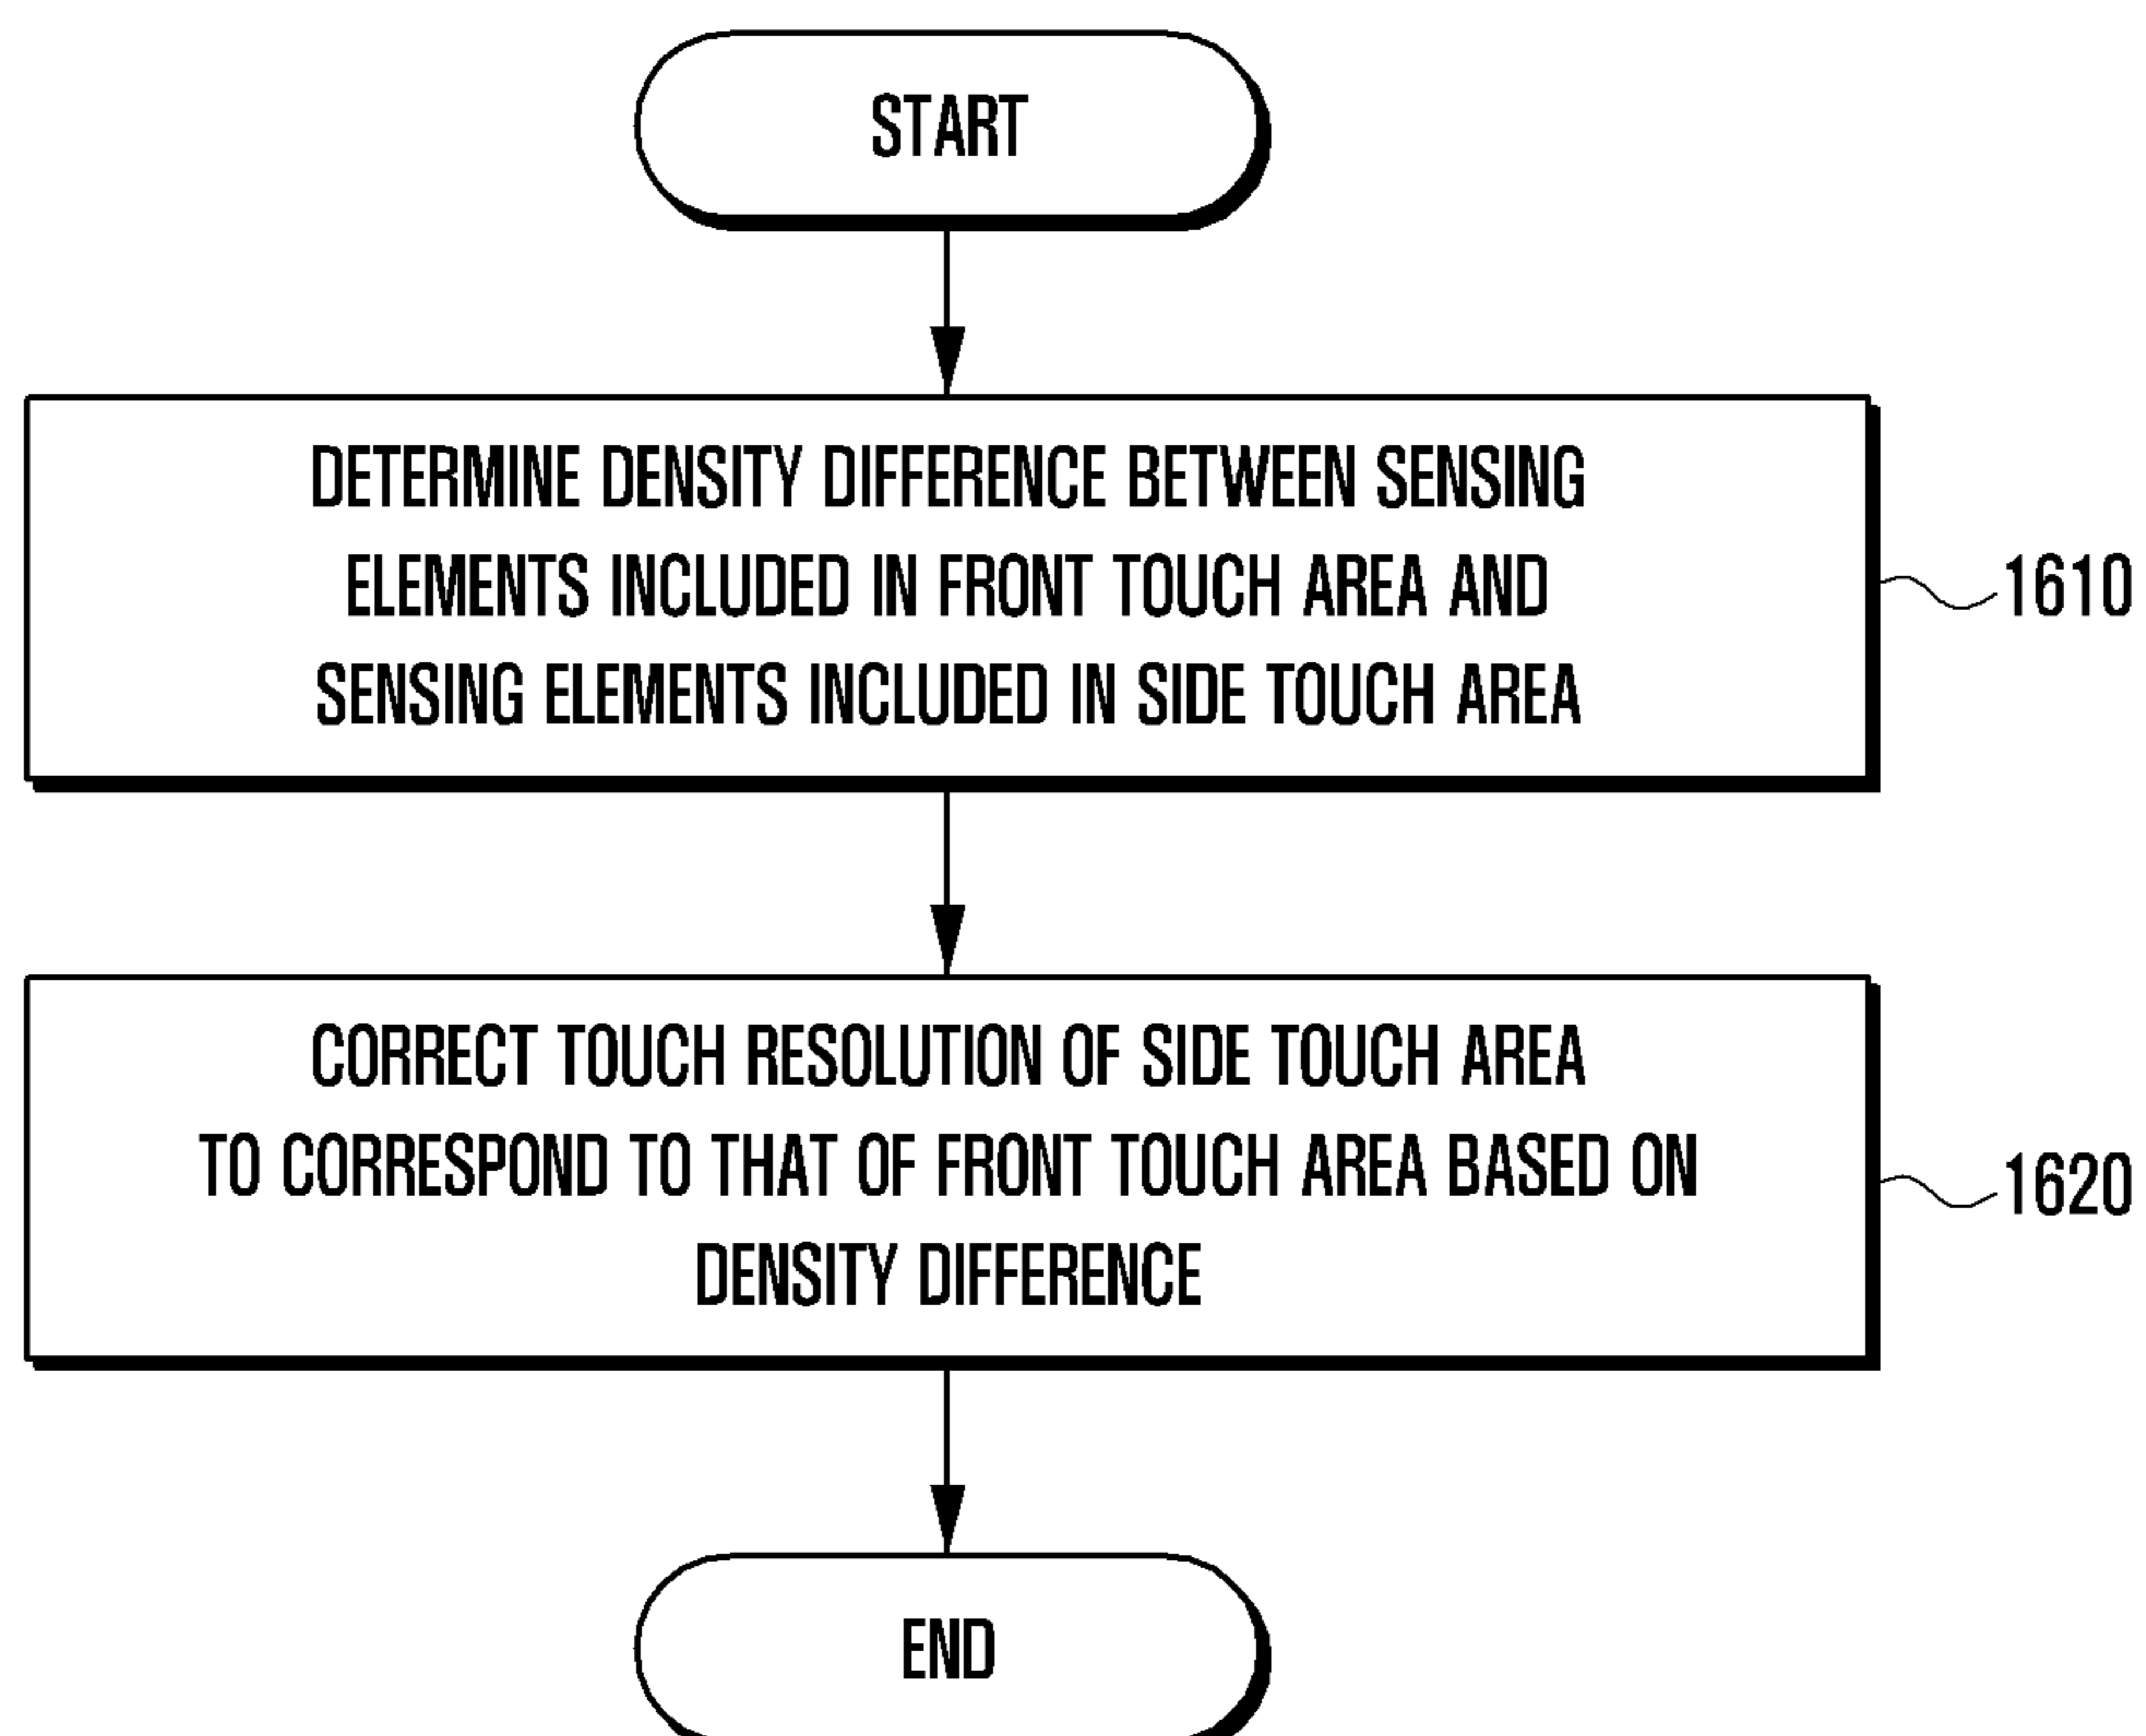 START
DETERMINE DENSITY DIFFERENCE BETWEEN SENSING
ELEMENTS INCLUDED IN FRONT TOUCH AREA AND
SENSING ELEMENTS INCLUDED IN SIDE TOUCH AREA
1610
CORRECT TOUCH RESOLUTION OF SIDE TOUCH AREA
TO CORRESPOND TO THAT OF FRONT TOUCH AREA BASED ON
DENSITY DIFFERENCE
1620
END